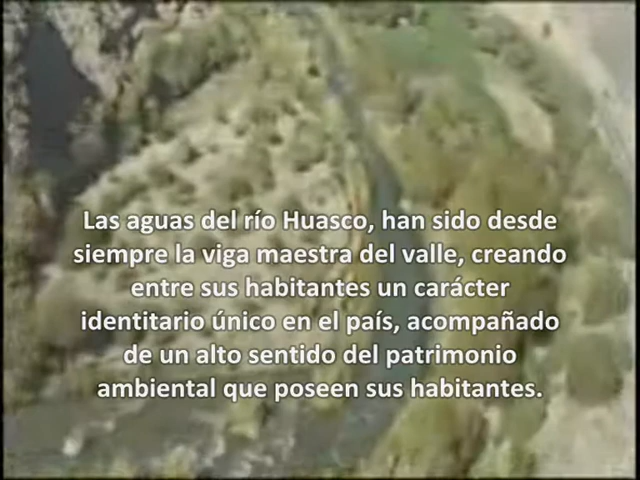 Las aguas del río Huasco, han sido desde
siempre la viga maestra del valle, creando
entre sus habitantes un carácter
identitario único en el país, acompañado
de un alto sentido del patrimonio
ambiental que poseen sus habitantes.